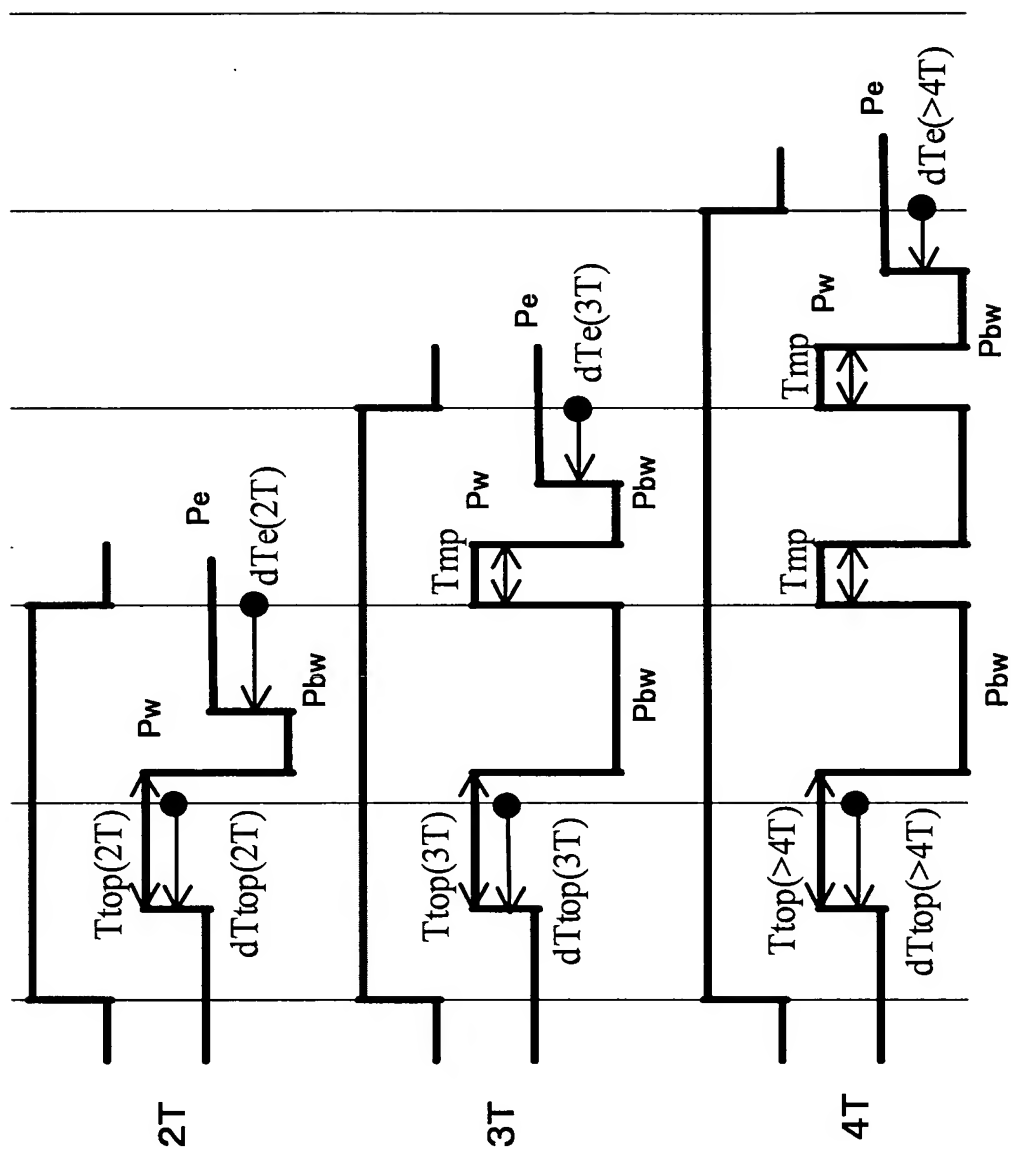 2T
Ttop(2T)
dTtop(2T)
Pw
Pbw
Pe
dTe(2T)
3T
Ttop(3T)
dTtop(3T)
Pbw
Tmp
Pw
Pbw
Pe
dTe(3T)
4T
Ttop(>4T)
dTtop(>4T)
Pbw
Tmp
Tmp
Pw
Pbw
Pe
dTe(>4T)